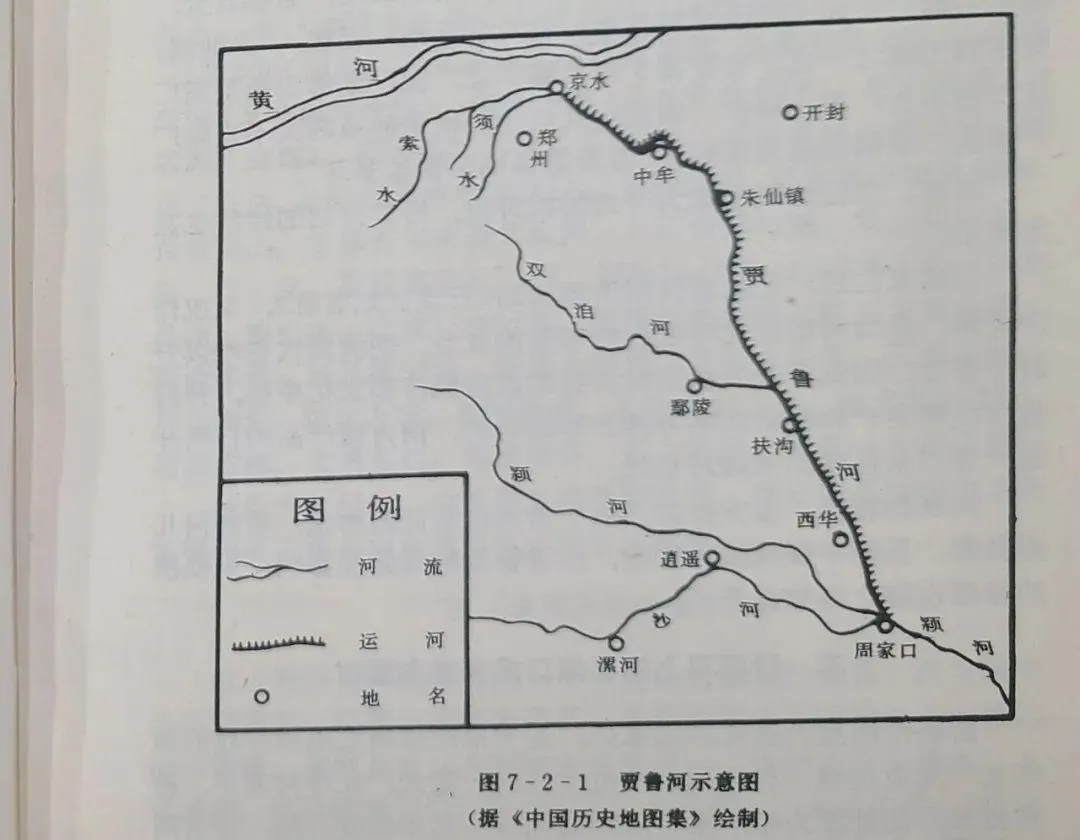 黄河
京水
开封
索水
须水
郑州
中牟
朱仙镇
贾鲁河
双洎河
鄢陵
扶沟
颍河
西华
逍遥
沙河
漯河
周家口
颍河
图例
河流
运河
地名
图7-2-1 贾鲁河示意图
(据《中国历史地图集》绘制)